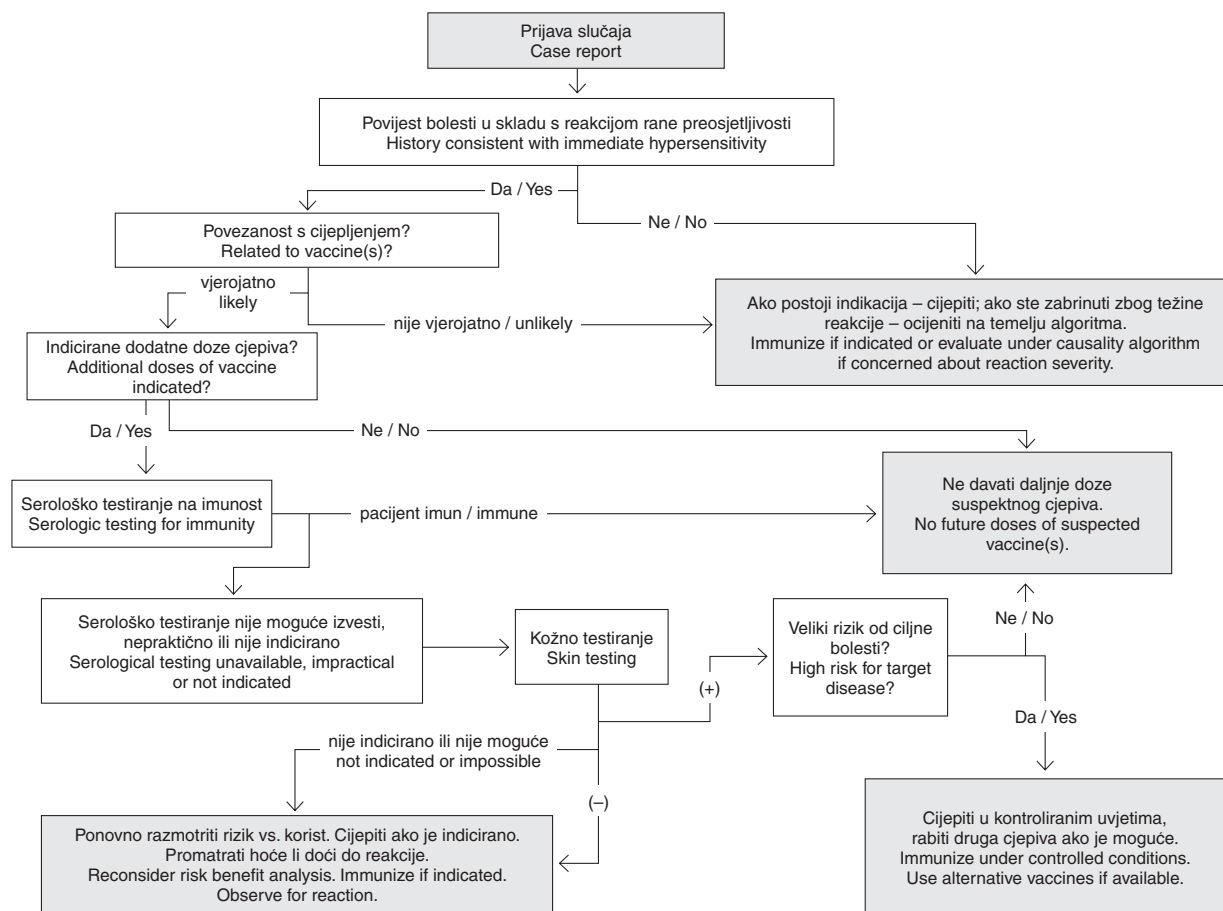 Prijava slučaja
Case report
Povijest bolesti u skladu s reakcijom rane preosjetljivosti
History consistent with immediate hypersensitivity
Da / Yes
Ne / No
Povezanost s cijepljenjem?
Related to vaccine(s)?
vjerojatno
likely
nije vjerojatno / unlikely
Ako postoji indikacija – cijepiti; ako ste zabrinuti zbog težine
reakcije – ocijeniti na temelju algoritma.
Immunize if indicated or evaluate under causality algorithm
if concerned about reaction severity.
Indicirane dodatne doze cjepiva?
Additional doses of vaccine
indicated?
Da / Yes
Ne / No
Serološko testiranje na imunost
Serologic testing for immunity
pacijent imun / immune
Ne davati daljnje doze
suspektnog cjepiva.
No future doses of suspected
vaccine(s).
Serološko testiranje nije moguće izvesti,
nepraktično ili nije indicirano
Serological testing unavailable, impractical
or not indicated
Kožno testiranje
Skin testing
(+)
Veliki rizik od ciljne
bolesti?
High risk for target
disease?
Ne / No
Da / Yes
nije indicirano ili nije moguće
not indicated or impossible
(–)
Ponovno razmotriti rizik vs. korist. Cijepiti ako je indicirano.
Promatrati hoće li doći do reakcije.
Reconsider risk benefit analysis. Immunize if indicated.
Observe for reaction.
Cijepiti u kontroliranim uvjetima,
rabiti druga cjepiva ako je moguće.
Immunize under controlled conditions.
Use alternative vaccines if available.